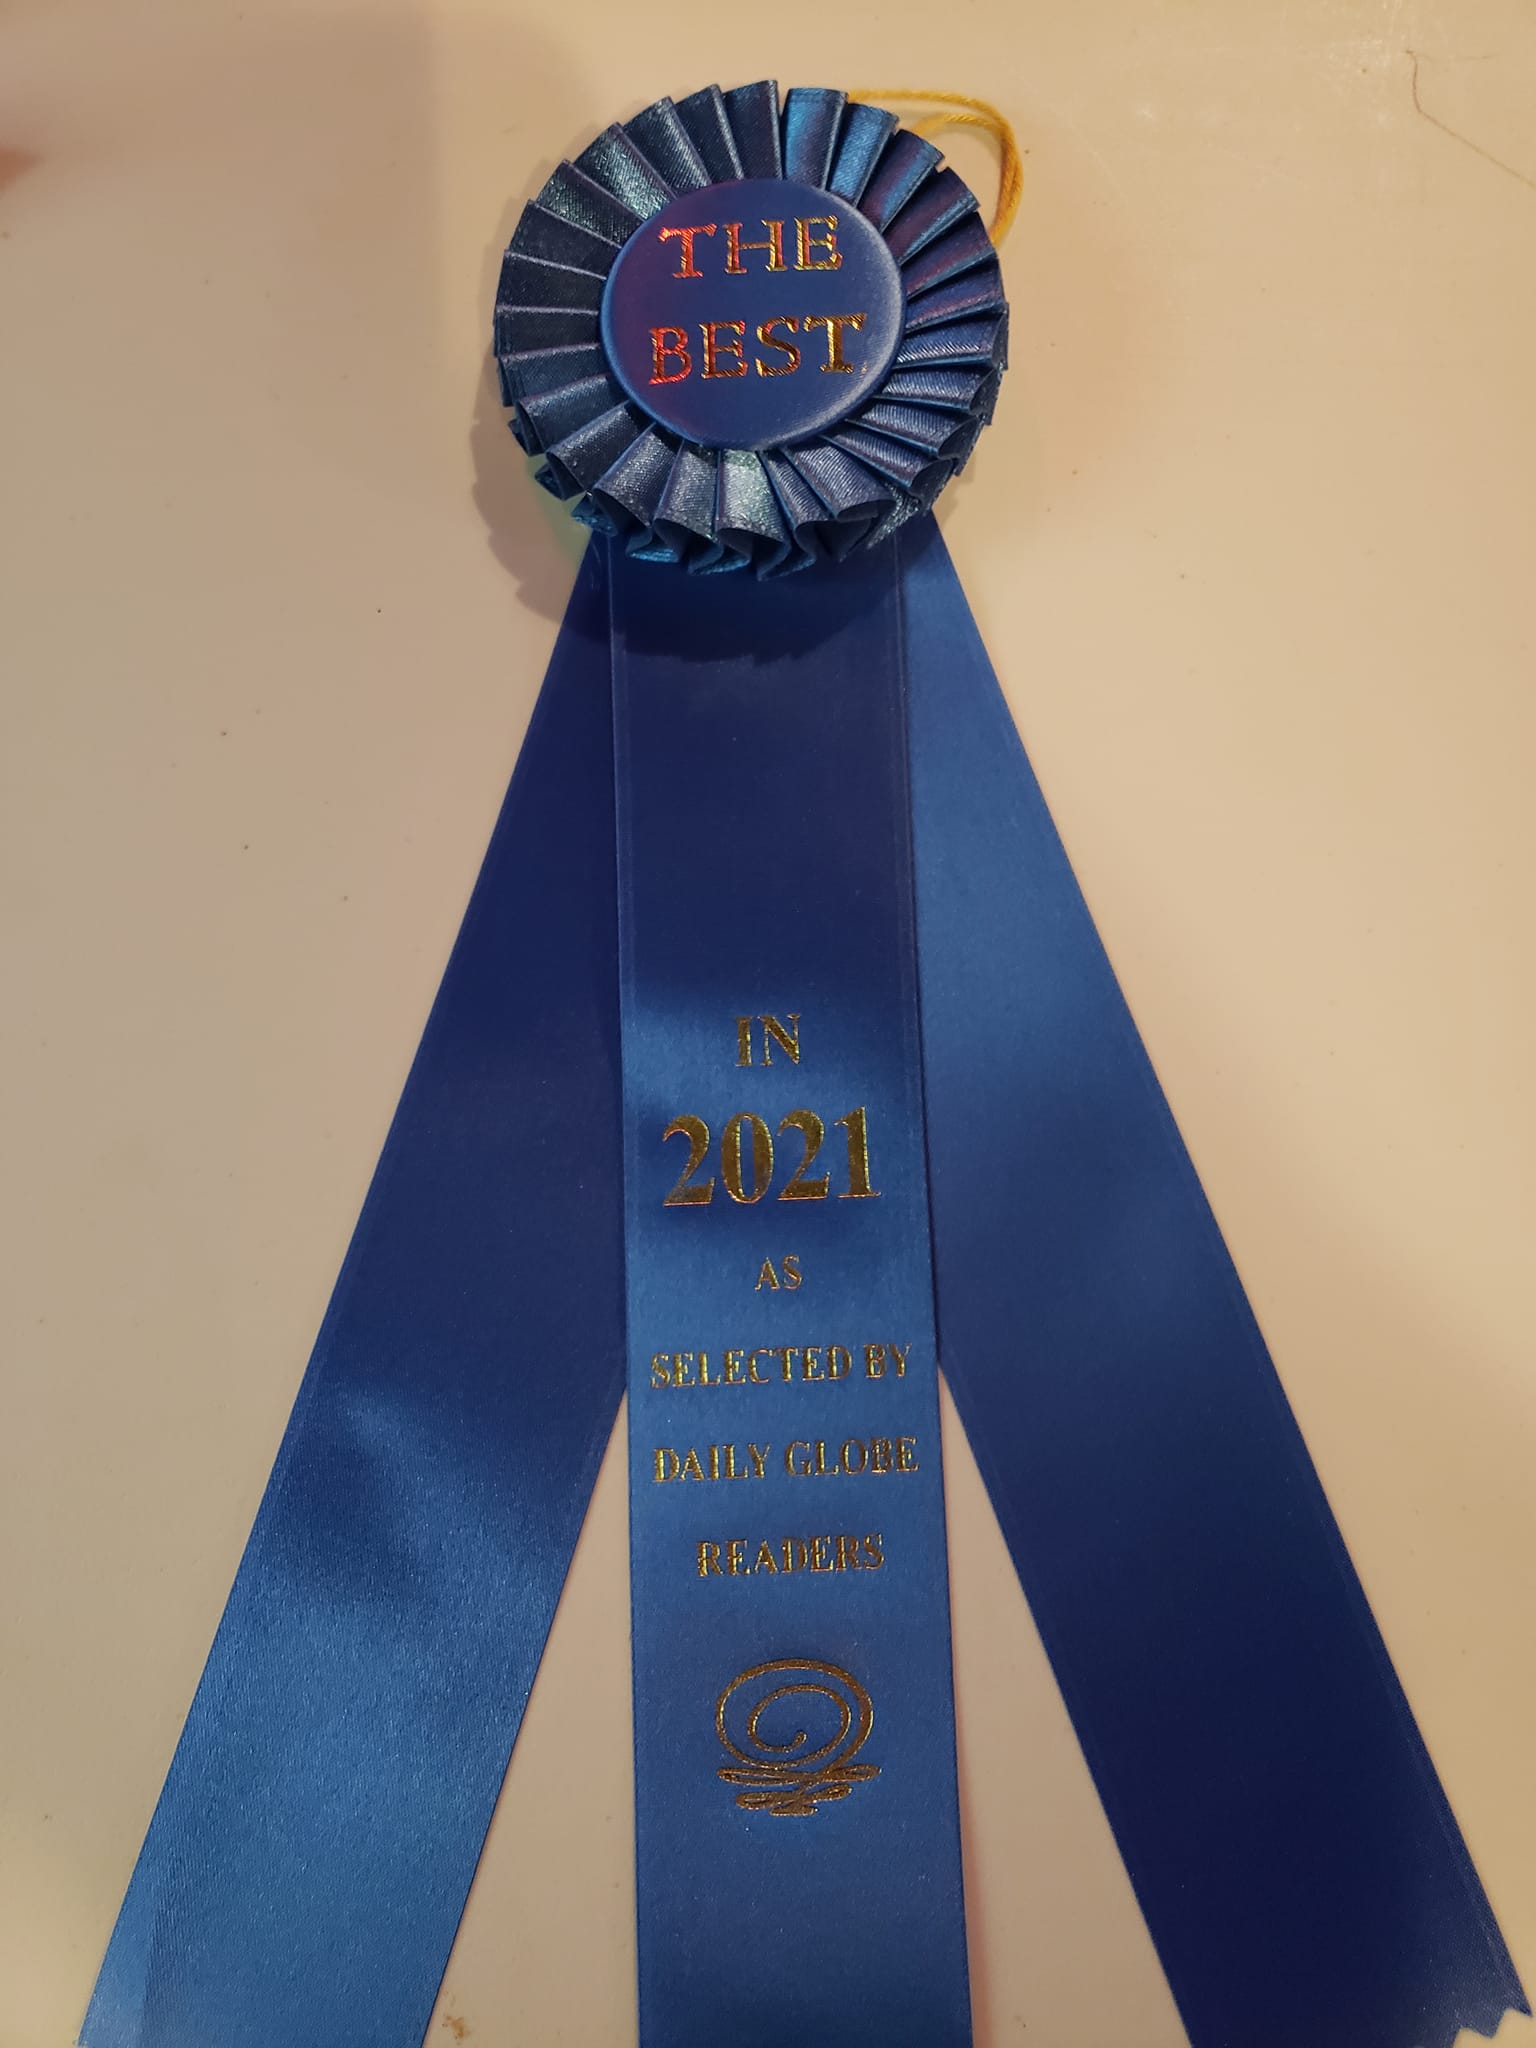 THE
BEST
IN
2021
AS
SELECTED BY
DAILY GLOBE
READERS